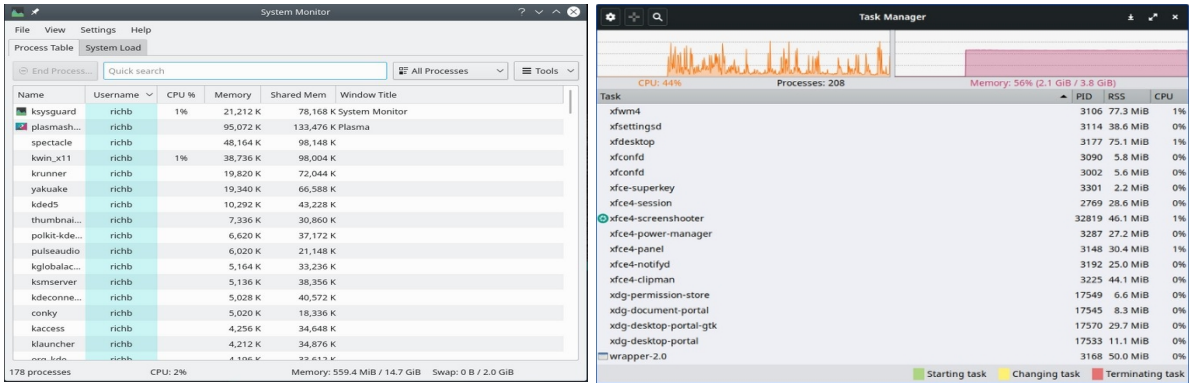 System Monitor
File View Settings Help
Process Table System Load
End Process... Quick search All Processes Tools
Name Username CPU % Memory Shared Mem Window Title
ksysguard richb 1% 21,212 K 78,168 K System Monitor
plasmash... richb 95,072 K 133,476 K Plasma
spectacle richb 48,164 K 98,148 K
kwin_x11 richb 1% 38,736 K 98,004 K
krunner richb 19,820 K 72,044 K
yakuake richb 19,340 K 66,588 K
kded5 richb 10,292 K 43,228 K
thumbnai... richb 7,336 K 30,860 K
polkit-kde... richb 6,620 K 37,172 K
pulseaudio richb 6,020 K 21,148 K
kglobalac... richb 5,164 K 33,236 K
ksmserver richb 5,136 K 38,356 K
kdeconne... richb 5,028 K 40,572 K
conky richb 5,020 K 18,336 K
kaccess richb 4,256 K 34,648 K
klauncher richb 4,212 K 34,876 K
178 processes CPU: 2% Memory: 559.4 MiB / 14.7 GiB Swap: 0 B / 2.0 GiB
Task Manager
CPU: 44% Processes: 208 Memory: 56% (2.1 GiB / 3.8 GiB)
Task PID RSS CPU
xfwm4 3106 77.3 MiB 1%
xfsettingsd 3114 38.6 MiB 0%
xfdesktop 3177 75.1 MiB 1%
xfconfd 3090 5.8 MiB 0%
xfconfd 3002 5.6 MiB 0%
xfce-superkey 3301 2.2 MiB 0%
xfce4-session 2769 28.6 MiB 0%
xfce4-screenshooter 32819 46.1 MiB 1%
xfce4-power-manager 3287 27.2 MiB 0%
xfce4-panel 3148 30.4 MiB 1%
xfce4-notifyd 3192 25.0 MiB 0%
xfce4-clipman 3225 44.1 MiB 0%
xdg-permission-store 17549 6.6 MiB 0%
xdg-document-portal 17545 8.3 MiB 0%
xdg-desktop-portal-gtk 17570 29.7 MiB 0%
xdg-desktop-portal 17533 11.1 MiB 0%
wrapper-2.0 3168 50.0 MiB 0%
Starting task Changing task Terminating task